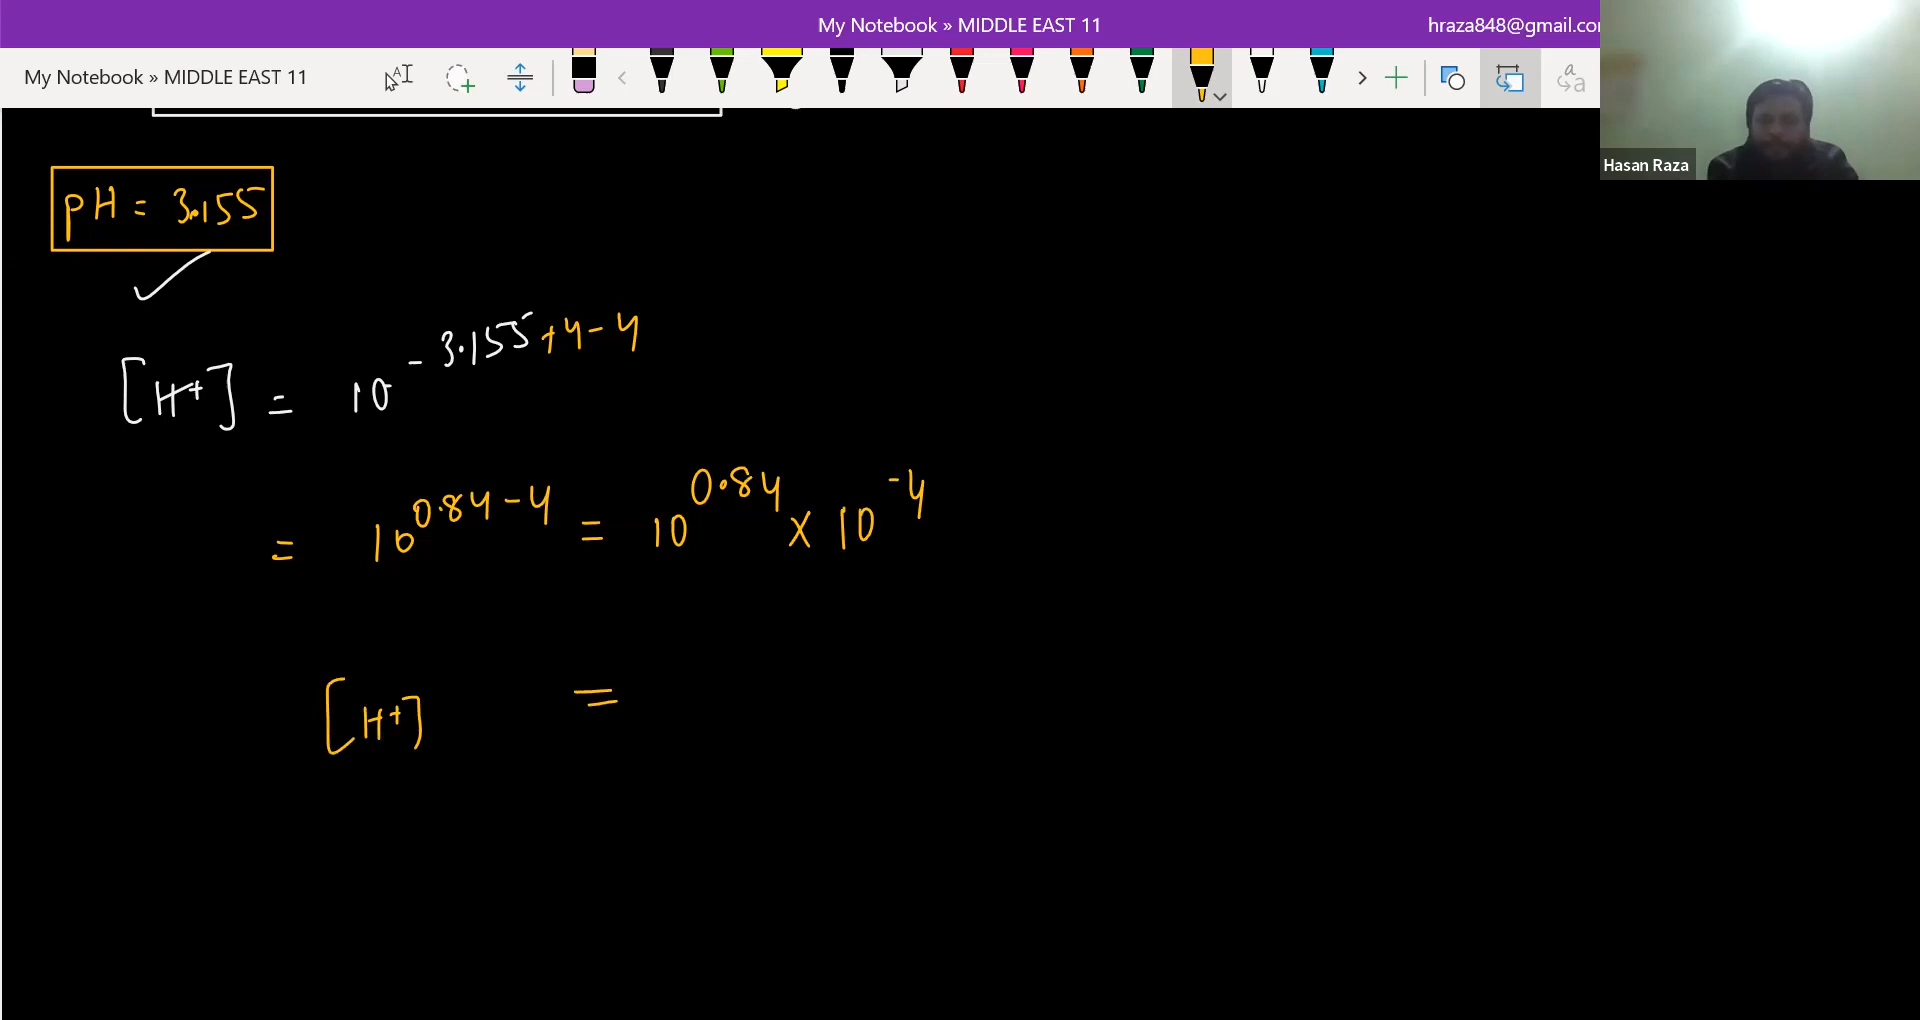 My Notebook » MIDDLE EAST 11
hraza848@gmail.co
My Notebook » MIDDLE EAST 11
Hasan Raza
pH = 3.155
[H⁺] = 10^(-3.155+4-4)
= 10^(0.84-4) = 10^(0.84) X 10^(-4)
[H⁺] =